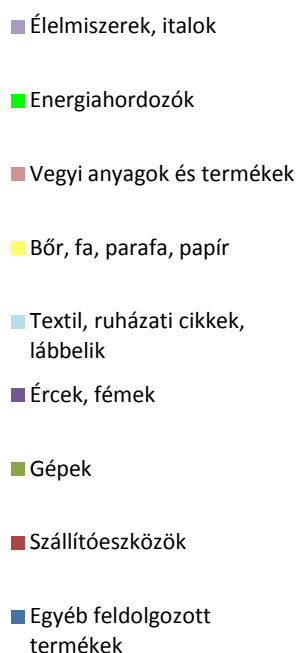 Élelmiszerek, italok
Energiahordozók
Vegyi anyagok és termékek
Bőr, fa, parafa, papír
Textil, ruházati cikkek,
lábbelik
Ércek, fémek
Gépek
Szállítóeszközök
Egyéb feldolgozott
termékek